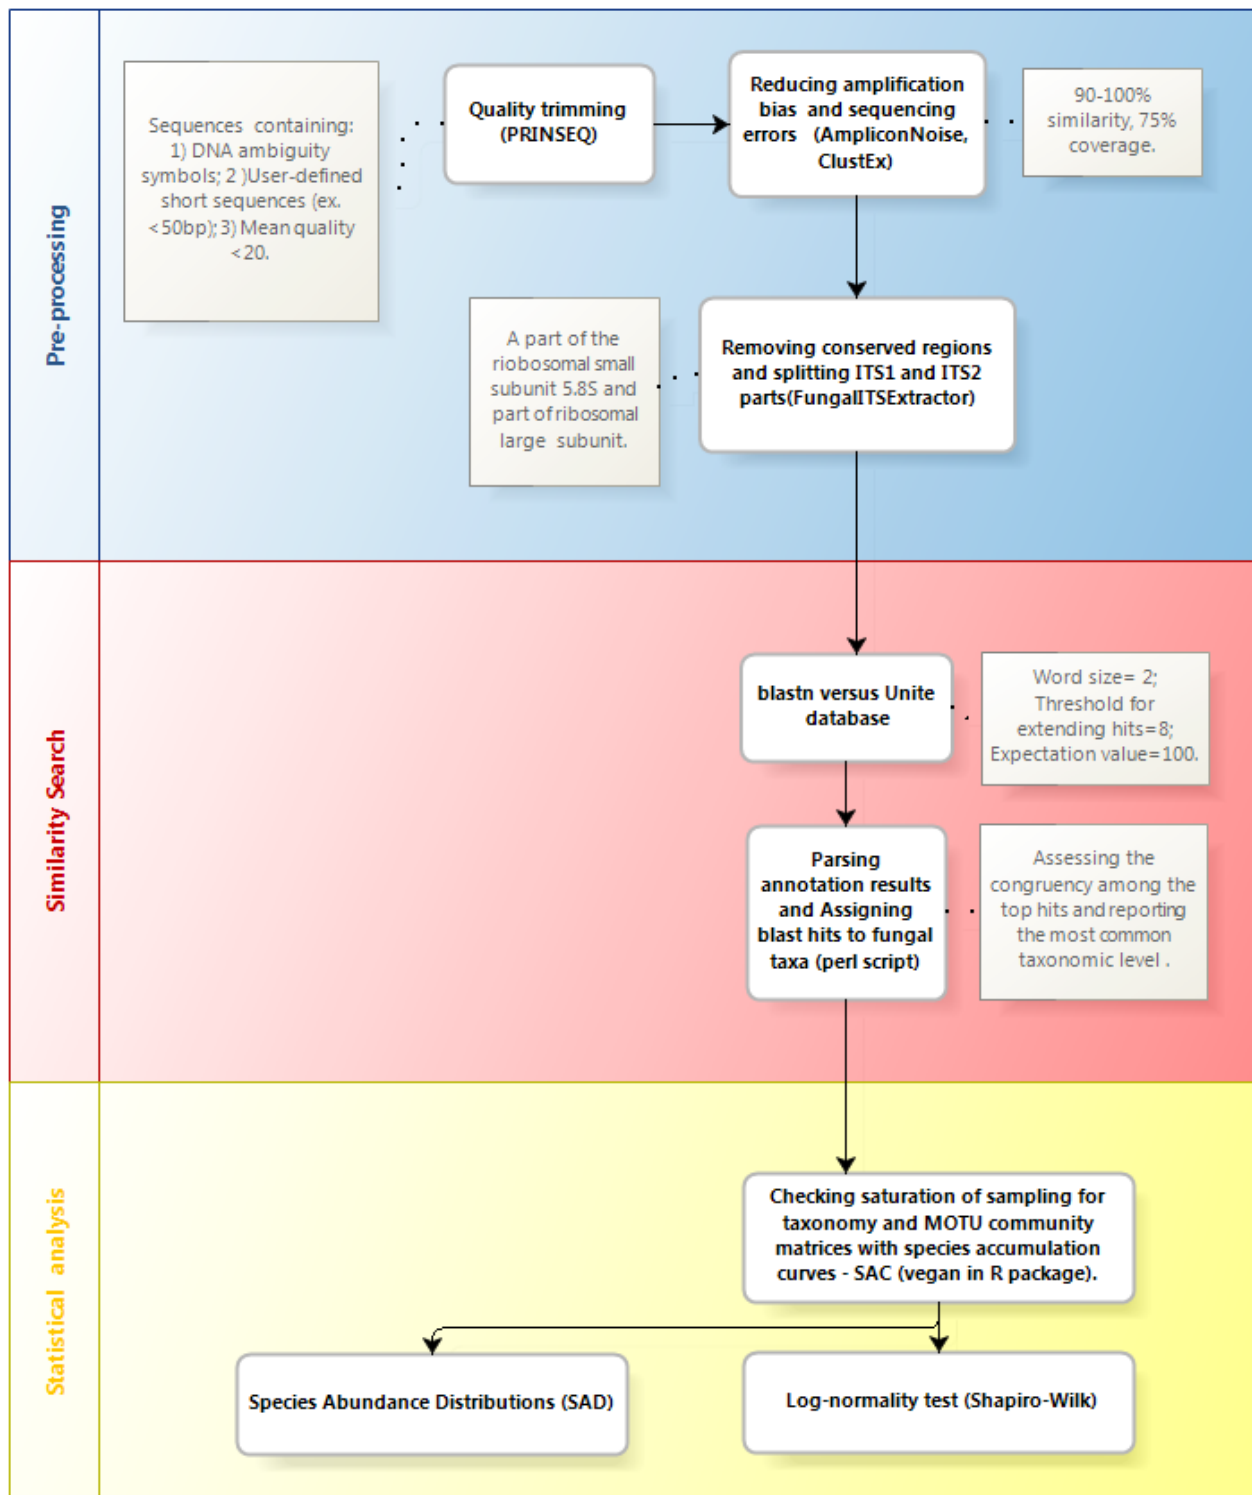 Pre-processing
Sequences containing:
1) DNA ambiguity
symbols; 2 )User-defined
short sequences (ex.
<50bp); 3) Mean quality
<20.
Quality trimming
(PRINSEQ)
Reducing amplification
bias and sequencing
errors (AmpliconNoise,
ClustEx)
90-100%
similarity, 75%
coverage.
A part of the
riobosomal small
subunit 5.8S and
part of ribosomal
large subunit.
Removing conserved regions
and splitting ITS1 and ITS2
parts(FungalITSExtractor)
Similarity Search
blastn versus Unite
database
Word size= 2;
Threshold for
extending hits=8;
Expectation value=100.
Parsing
annotation results
and Assigning
blast hits to fungal
taxa (perl script)
Assessing the
congruency among the
top hits and reporting
the most common
taxonomic level .
Statistical analysis
Checking saturation of sampling for
taxonomy and MOTU community
matrices with species accumulation
curves - SAC (vegan in R package).
Species Abundance Distributions (SAD)
Log-normality test (Shapiro-Wilk)